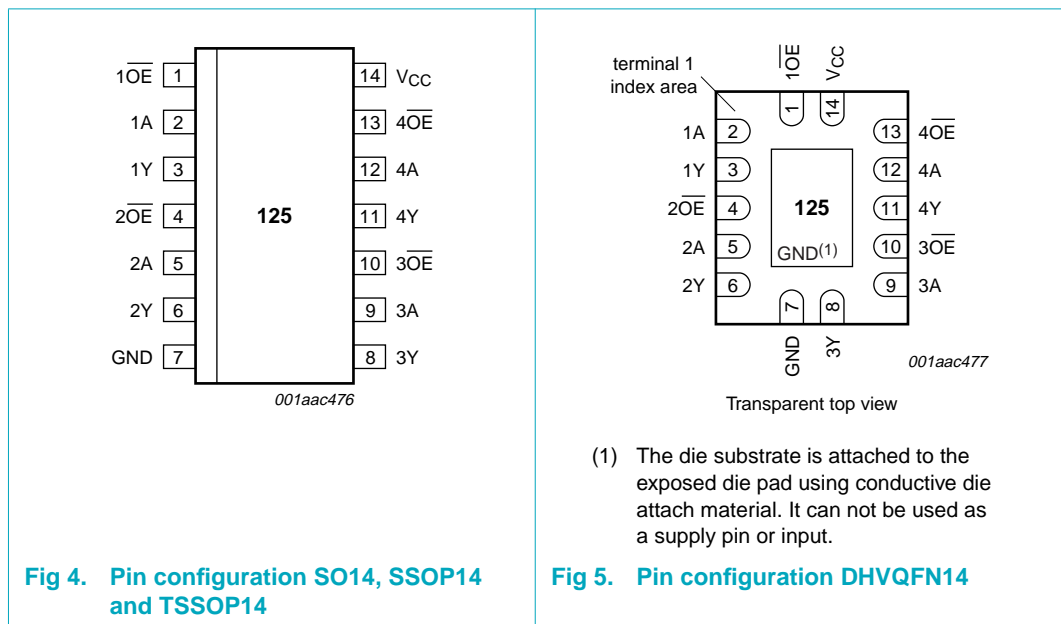 1OE 1 14 VCC
1A 2 13 4OE
1Y 3 12 4A
2OE 4 125 11 4Y
2A 5 10 3OE
2Y 6 9 3A
GND 7 8 3Y
001aac476
Fig 4. Pin configuration SO14, SSOP14
and TSSOP14
terminal 1
index area
1OE VCC
1 14
1A 2 13 4OE
1Y 3 12 4A
2OE 4 125 11 4Y
2A 5 GND(1) 10 3OE
2Y 6 9 3A
7 8
GND 3Y
001aac477
Transparent top view
(1) The die substrate is attached to the
exposed die pad using conductive die
attach material. It can not be used as
a supply pin or input.
Fig 5. Pin configuration DHVQFN14